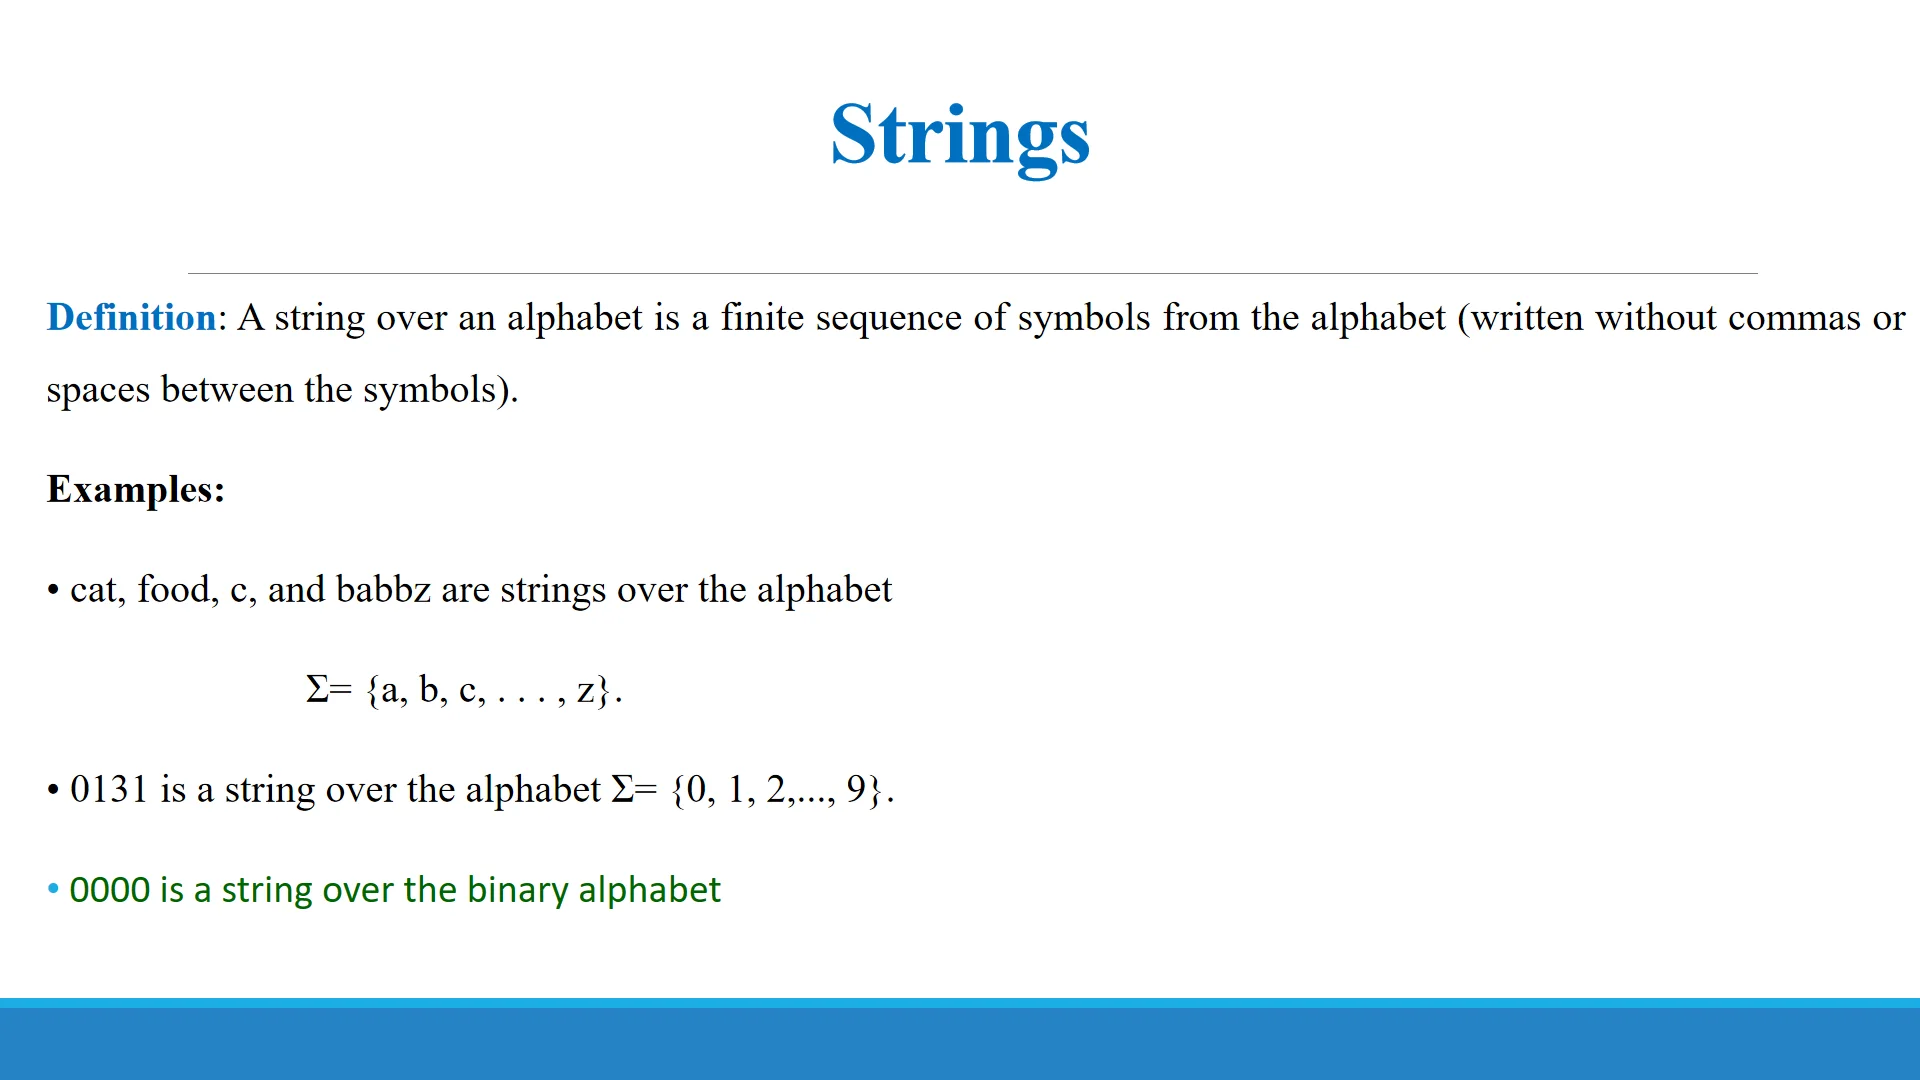 Strings
Definition: A string over an alphabet is a finite sequence of symbols from the alphabet (written without commas or
spaces between the symbols).
Examples:
• cat, food, c, and babbz are strings over the alphabet
Σ= {a, b, c, . . . , z}.
• 0131 is a string over the alphabet Σ= {0, 1, 2,..., 9}.
• 0000 is a string over the binary alphabet